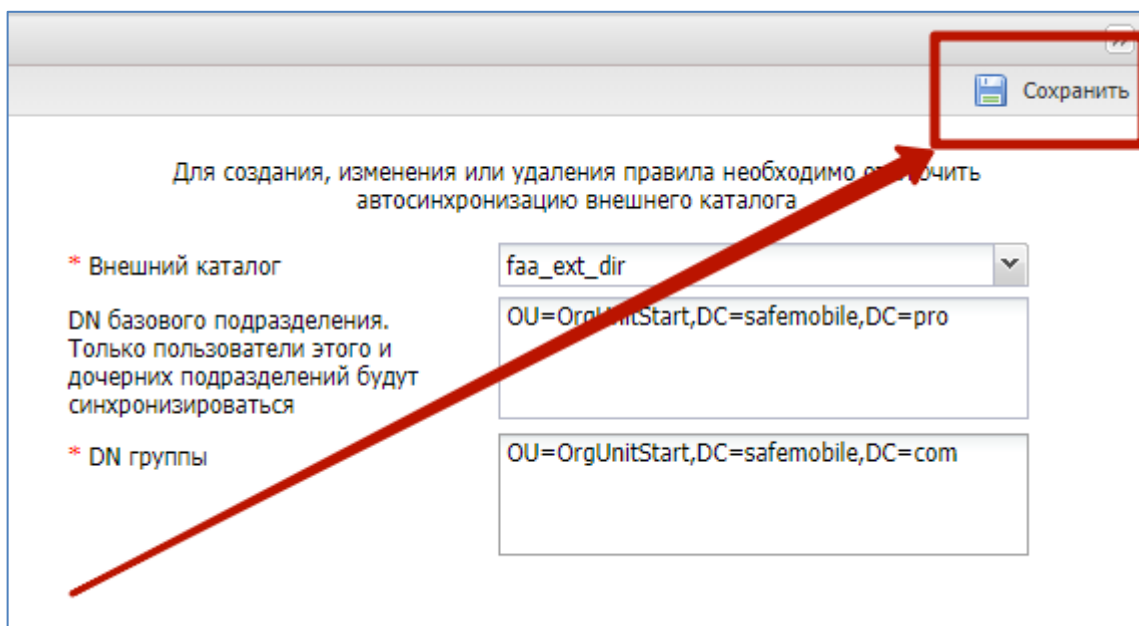 Сохранить
Для создания, изменения или удаления правила необходимо
автосинхронизацию внешнего каталога
* Внешний каталог
faa_ext_dir
DN базового подразделения.
Только пользователи этого и
дочерних подразделений будут
синхронизироваться
OU=OrgUnitStart,DC=safemobile,DC=pro
* DN группы
OU=OrgUnitStart,DC=safemobile,DC=com